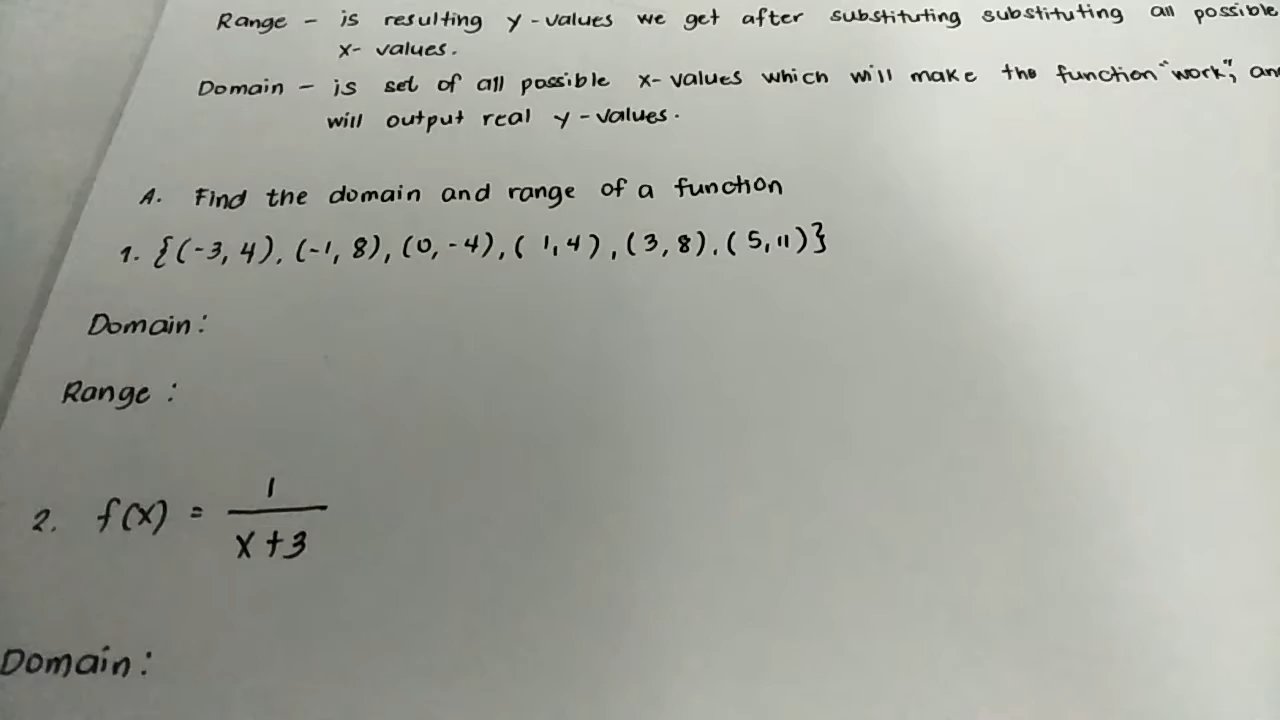 Range - is resulting y-values we get after substituting substituting all possible
x- values.
Domain - is set of all possible x-values which will make the function "work", and
will output real y-values.
A. Find the domain and range of a function
1. {(-3, 4), (-1, 8), (0, -4), (1, 4), (3, 8), (5, 11)}
Domain:
Range:
2. f(x) = 1/(x+3)
Domain: